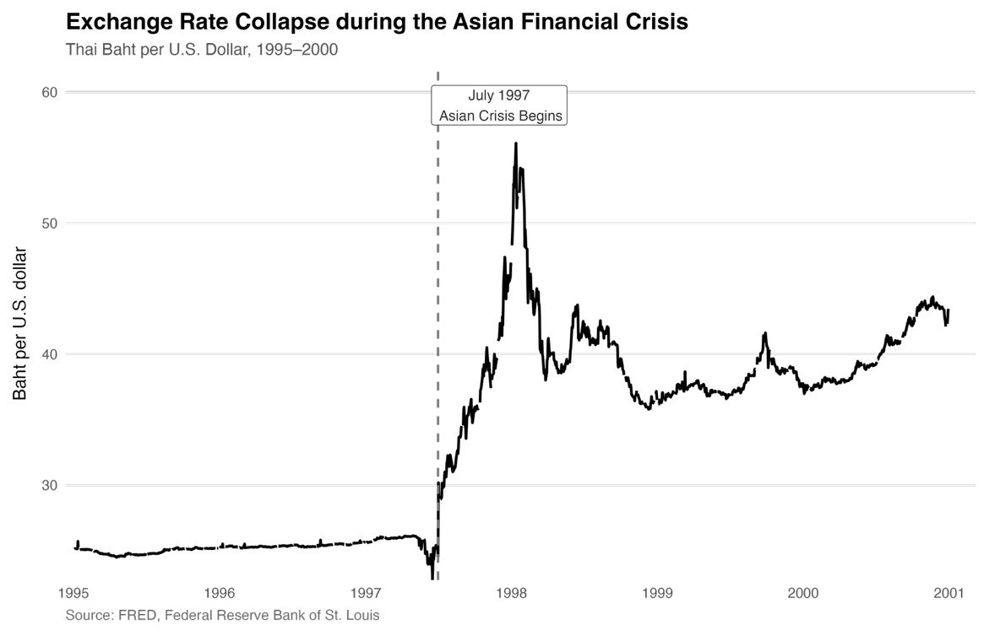 Exchange Rate Collapse during the Asian Financial Crisis
Thai Baht per U.S. Dollar, 1995–2000
60
July 1997
Asian Crisis Begins
50
Baht per U.S. dollar
40
30
1995 1996 1997 1998 1999 2000 2001
Source: FRED, Federal Reserve Bank of St. Louis